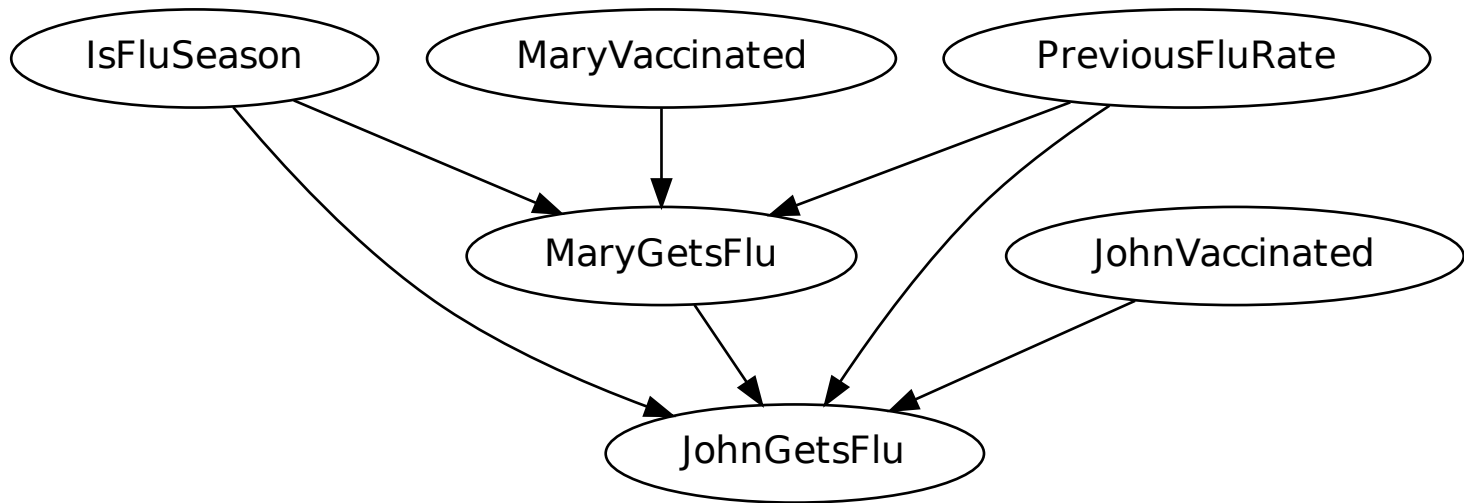 IsFluSeason
MaryVaccinated
PreviousFluRate
MaryGetsFlu
JohnVaccinated
JohnGetsFlu